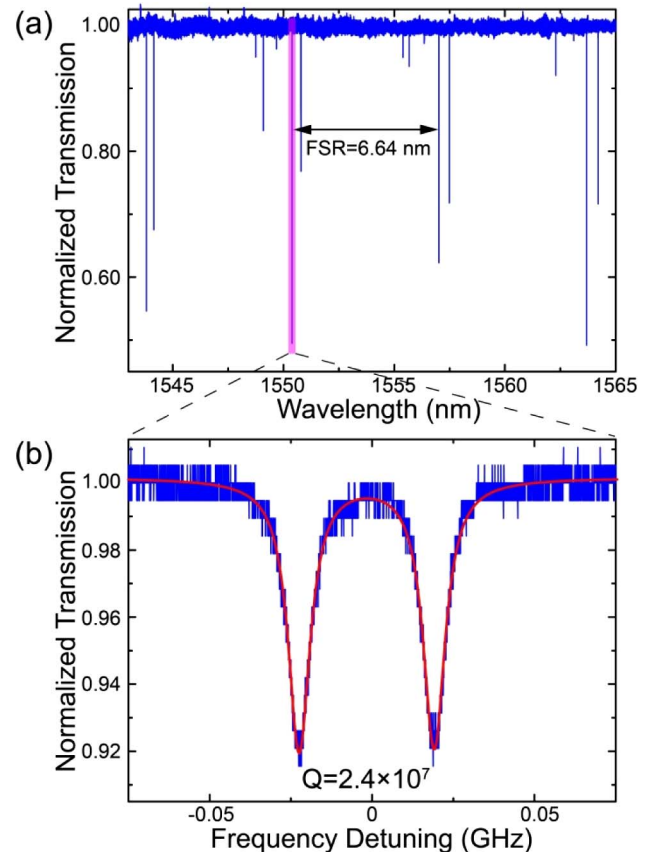 (a)
1.00
0.80
0.60
Normalized Transmission
FSR=6.64 nm
1545 1550 1555 1560 1565
Wavelength (nm)
(b)
1.00
0.98
0.96
0.94
0.92
Normalized Transmission
Q=2.4×10⁷
-0.05 0 0.05
Frequency Detuning (GHz)